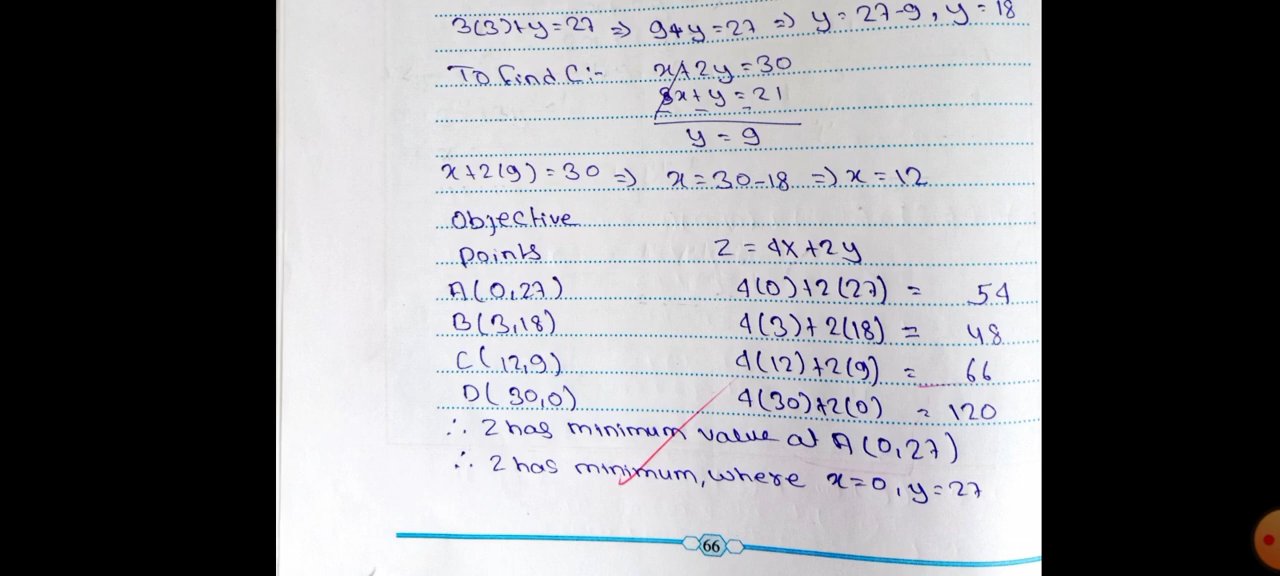 3(3)+y=27 => 9+y=27 => y=27-9, y=18
To find C:- x+2y=30
x+y=21
y=9
x+2(9)=30 => x=30-18 => x=12
Objective
points Z=4x+2y
A(0,27) 4(0)+2(27) = 54
B(3,18) 4(3)+2(18) = 48
C(12,9) 4(12)+2(9) = 66
D(30,0) 4(30)+2(0) = 120
∴ Z has minimum value at A(0,27)
∴ Z has minimum, where x=0, y=27
66